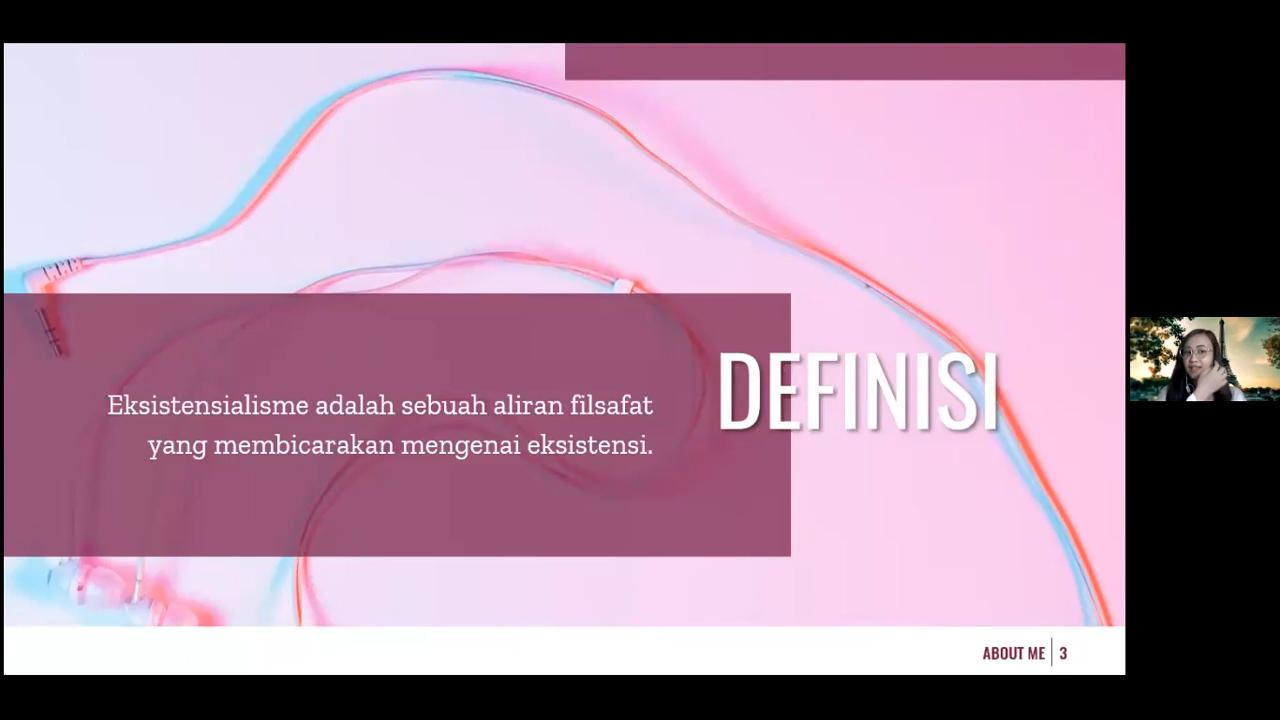 Eksistensialisme adalah sebuah aliran filsafat
yang membicarakan mengenai eksistensi.
DEFINISI
ABOUT ME 3